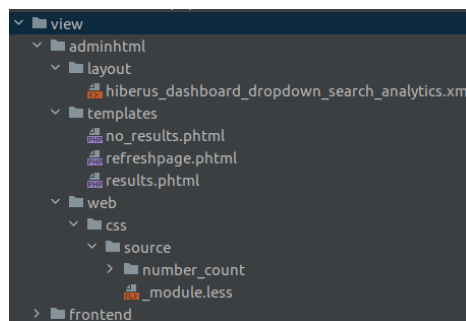 view
adminhtml
layout
hiberus_dashboard_dropdown_search_analytics.xm
templates
no_results.phtml
refreshpage.phtml
results.phtml
web
css
source
number_count
_module.less
frontend